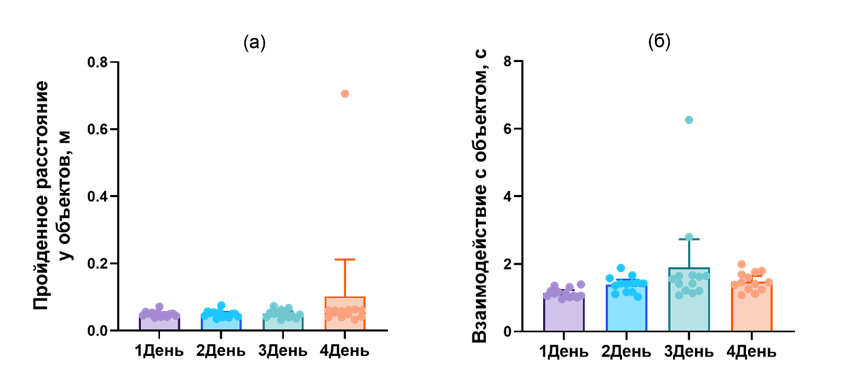 (а)
Пройденное расстояние
у объектов, м
0.8
0.6
0.4
0.2
0.0
1День 2День 3День 4День
(б)
Взаимодействие с объектом, с
8
6
4
2
0
1День 2День 3День 4День